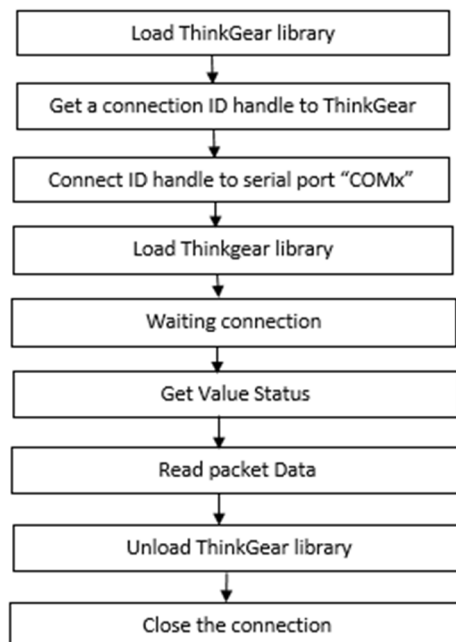 Load ThinkGear library
Get a connection ID handle to ThinkGear
Connect ID handle to serial port “COMx”
Load Thinkgear library
Waiting connection
Get Value Status
Read packet Data
Unload ThinkGear library
Close the connection